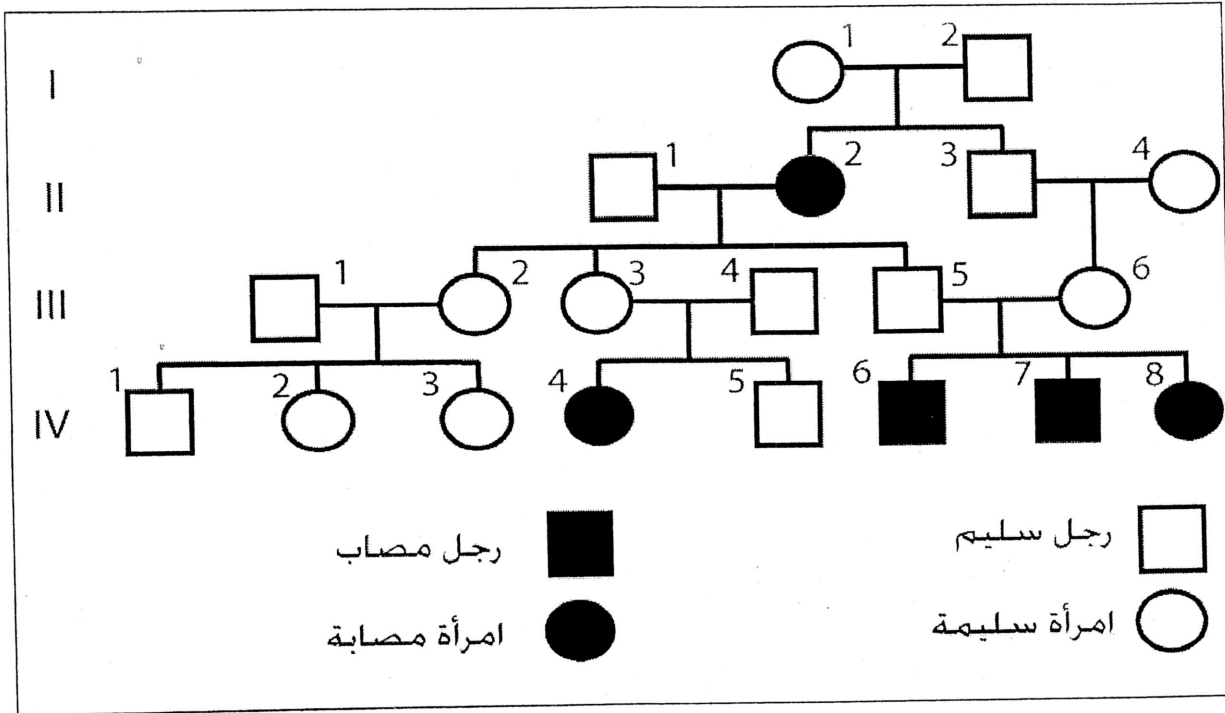 I
1 2
II
1 2 3 4
III
1 2 3 4 5 6
IV
1 2 3 4 5 6 7 8
رجل سليم
رجل مصاب
امرأة سليمة
امرأة مصابة